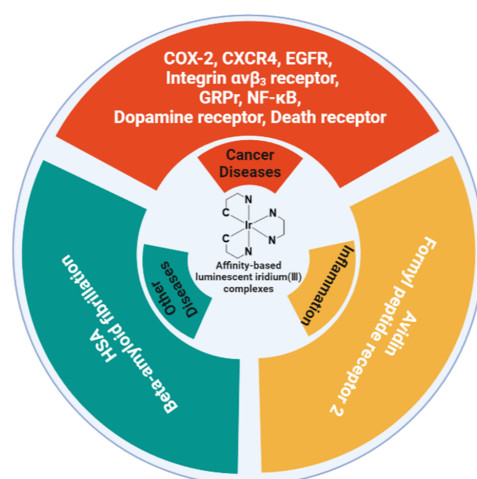 COX-2, CXCR4, EGFR,
Integrin αvβ₃ receptor,
GRPr, NF-κB,
Dopamine receptor, Death receptor
Cancer
Diseases
N
C
Ir
N
N
C
N
Affinity-based
luminescent iridium(Ⅲ)
complexes
Other
Diseases
Inflammation
HSA
Beta-amyloid fibrillation
Formyl peptide receptor 2
Avidin